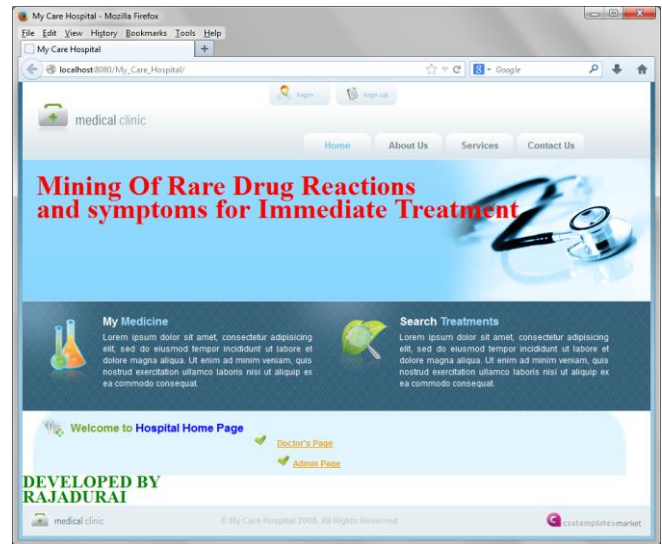 My Care Hospital - Mozilla Firefox
File Edit View History Bookmarks Tools Help
My Care Hospital
+
localhost:8080/My_Care_Hospital/
Google
login
sign up
medical clinic
Home About Us Services Contact Us
Mining Of Rare Drug Reactions
and symptoms for Immediate Treatment
My Medicine
Lorem ipsum dolor sit amet, consectetur adipisicing
elit, sed do eiusmod tempor incididunt ut labore et
dolore magna aliqua. Ut enim ad minim veniam, quis
nostrud exercitation ullamco laboris nisi ut aliquip ex
ea commodo consequat.
Search Treatments
Lorem ipsum dolor sit amet, consectetur adipisicing
elit, sed do eiusmod tempor incididunt ut labore et
dolore magna aliqua. Ut enim ad minim veniam, quis
nostrud exercitation ullamco laboris nisi ut aliquip ex
ea commodo consequat.
Welcome to Hospital Home Page
Doctor's Page
Admin Page
DEVELOPED BY
RAJADURAI
medical clinic
© My Care Hospital 2008. All Rights Reserved
csstemplatesmarket